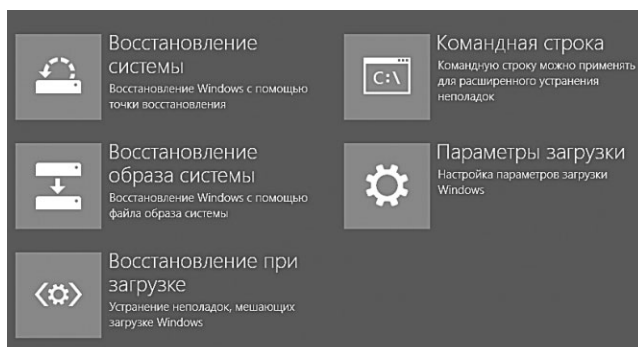 Восстановление
системы
Восстановление Windows с помощью
точки восстановления
Восстановление
образа системы
Восстановление Windows с помощью
файла образа системы
Восстановление при
загрузке
Устранение неполадок, мешающих
загрузке Windows
C:\
Командная строка
Командную строку можно применять
для расширенного устранения
неполадок
Параметры загрузки
Настройка параметров загрузки
Windows